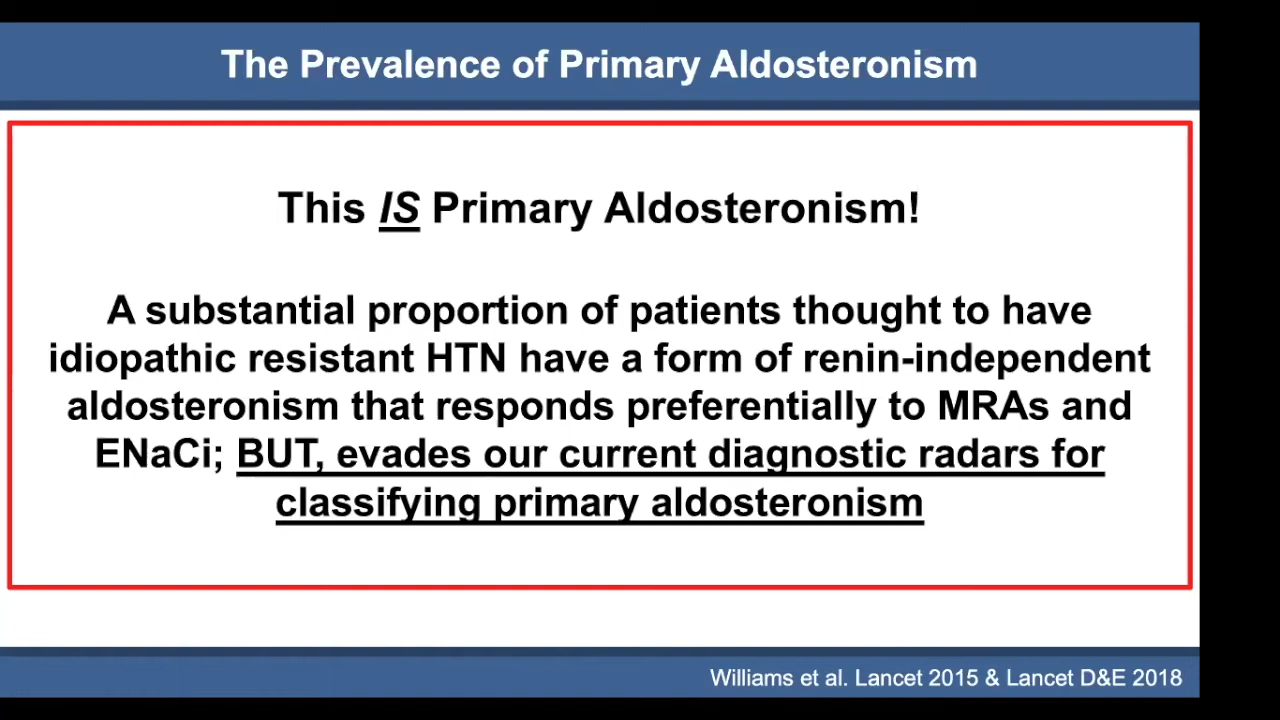 The Prevalence of Primary Aldosteronism
This IS Primary Aldosteronism!
A substantial proportion of patients thought to have
idiopathic resistant HTN have a form of renin-independent
aldosteronism that responds preferentially to MRAs and
ENaCi; BUT, evades our current diagnostic radars for
classifying primary aldosteronism
Williams et al. Lancet 2015 & Lancet D&E 2018